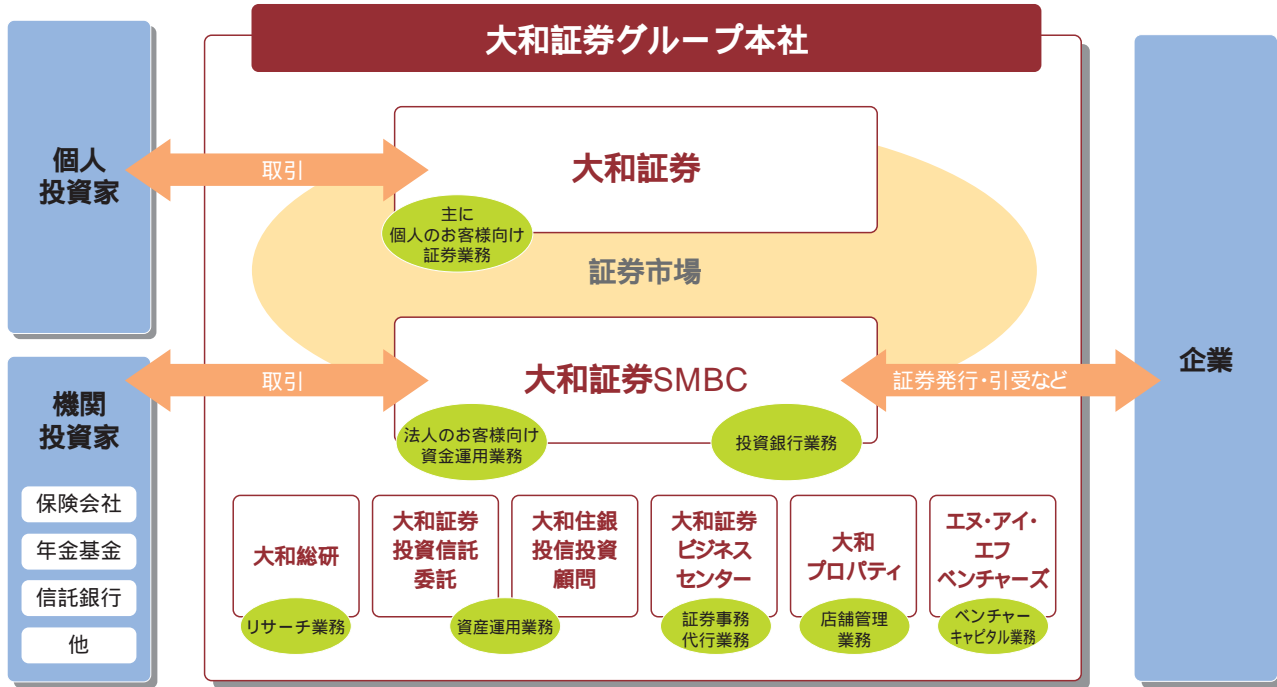 大和証券グループ本社
個人
投資家
取引
大和証券
主に
個人のお客様向け
証券業務
証券市場
機関
投資家
保険会社
年金基金
信託銀行
他
取引
大和証券SMBC
法人のお客様向け
資金運用業務
投資銀行業務
証券発行・引受など
企業
大和総研
リサーチ業務
大和証券
投資信託
委託
大和住銀
投信投資
顧問
資産運用業務
大和証券
ビジネス
センター
証券事務
代行業務
大和
プロパティ
店舗管理
業務
エヌ・アイ・
エフ
ベンチャーズ
ベンチャー
キャピタル業務